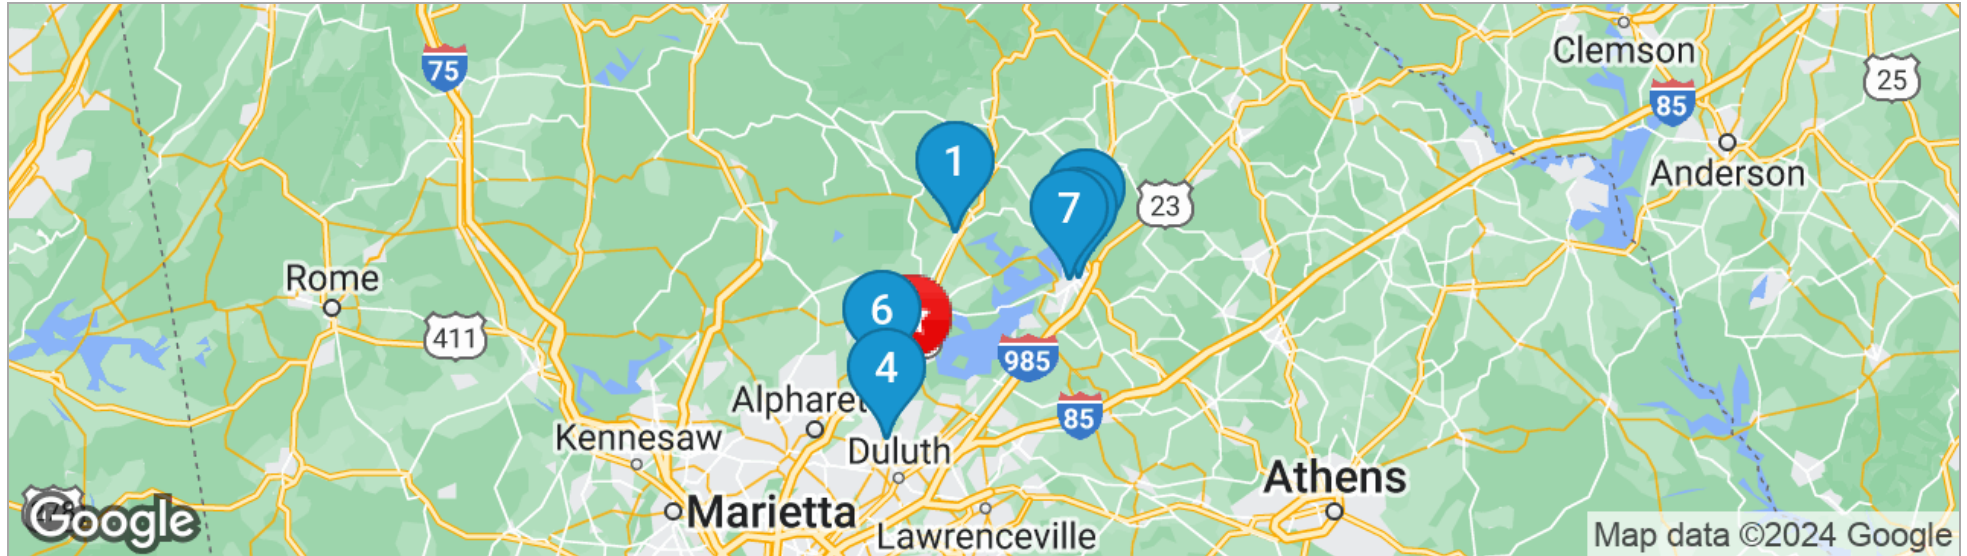 Clemson
75
25
85
1
Anderson
7
23
Rome
6
411
985
4
Alpharet
85
Kennesaw
Duluth
Athens
Google
Marietta
Lawrenceville
Map data ©2024 Google